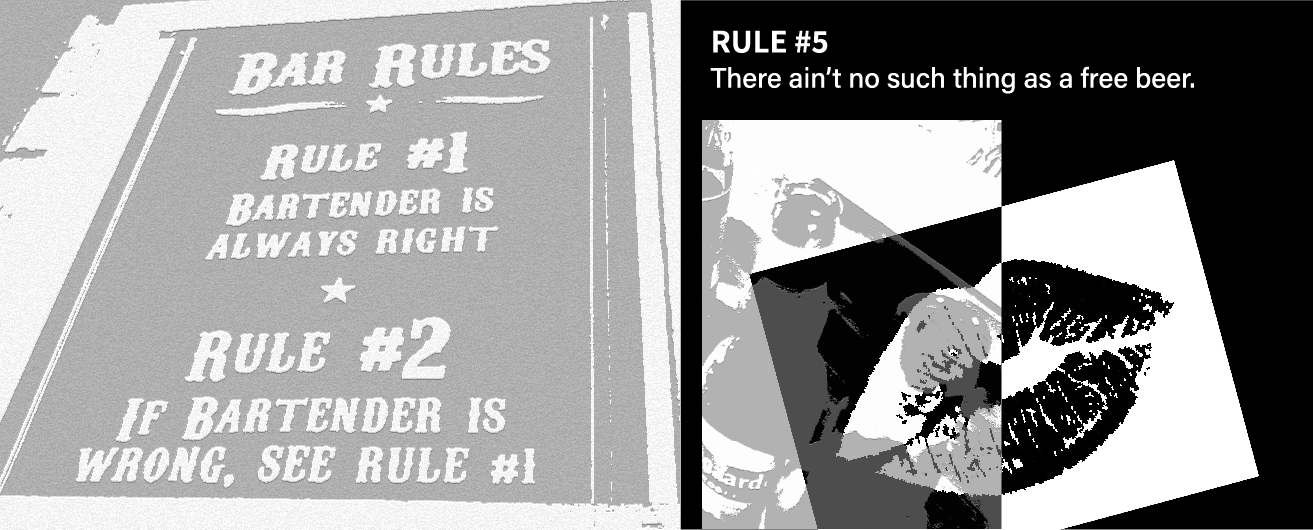 BAR RULES
RULE #1
BARTENDER IS
ALWAYS RIGHT
RULE #2
IF BARTENDER IS
WRONG, SEE RULE #1
RULE #5
There ain't no such thing as a free beer.